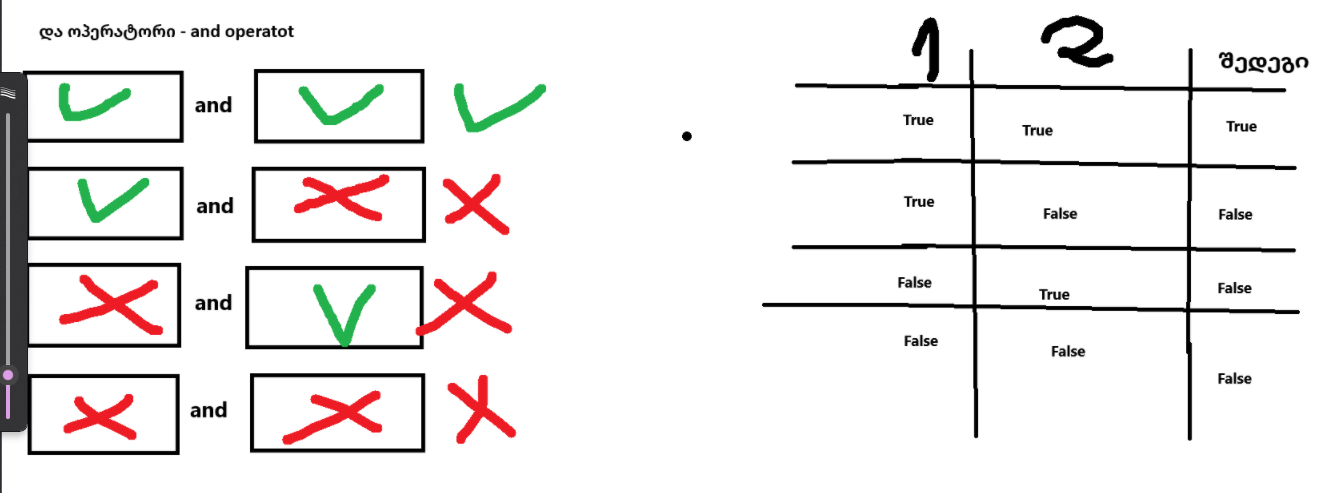 და ოპერატორი - and operatot
and
and
and
and
1 2 შედეგი
True True True
True False False
False True False
False False False